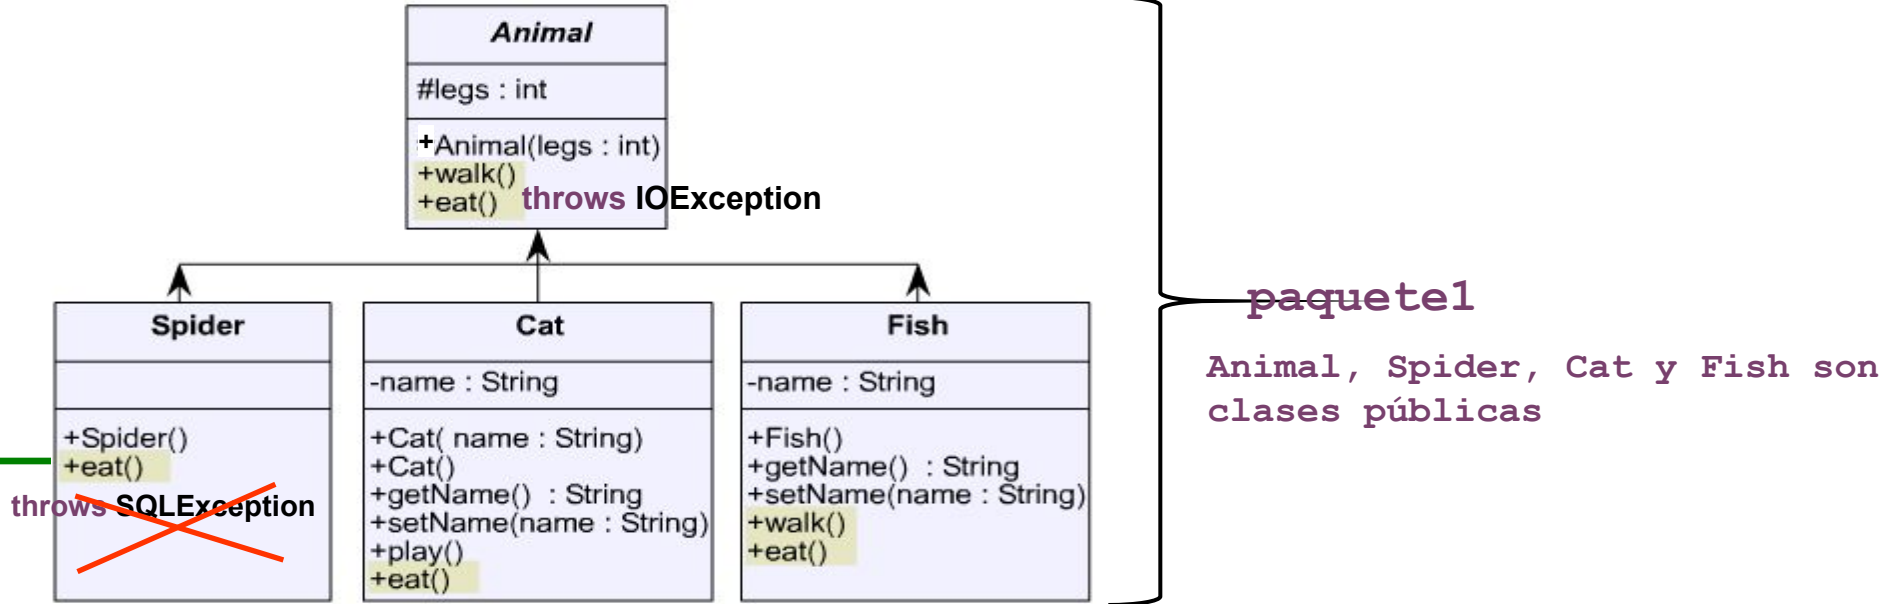 Animal
#legs : int
+Animal(legs : int)
+walk()
+eat() throws IOException
Spider
+Spider()
+eat()
throws SQLException
Cat
-name : String
+Cat( name : String)
+Cat()
+getName() : String
+setName(name : String)
+play()
+eat()
Fish
-name : String
+Fish()
+getName() : String
+setName(name : String)
+walk()
+eat()
paquete1
Animal, Spider, Cat y Fish son
clases públicas